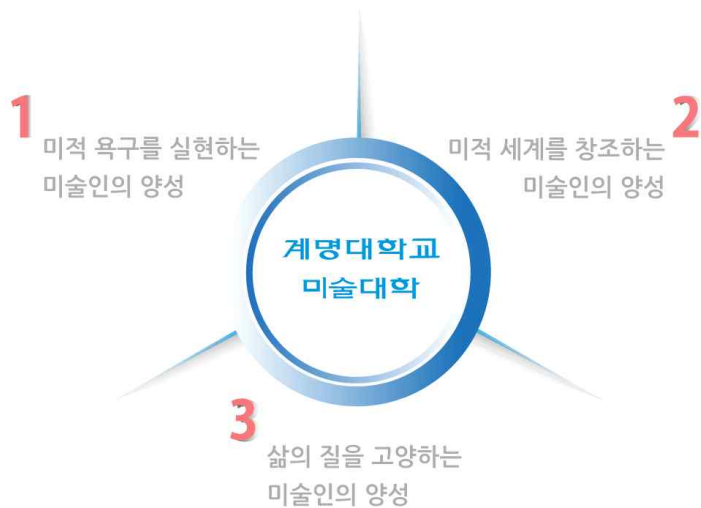 1
미적 욕구를 실현하는
미술인의 양성
2
미적 세계를 창조하는
미술인의 양성
계명대학교
미술대학
3
삶의 질을 고양하는
미술인의 양성